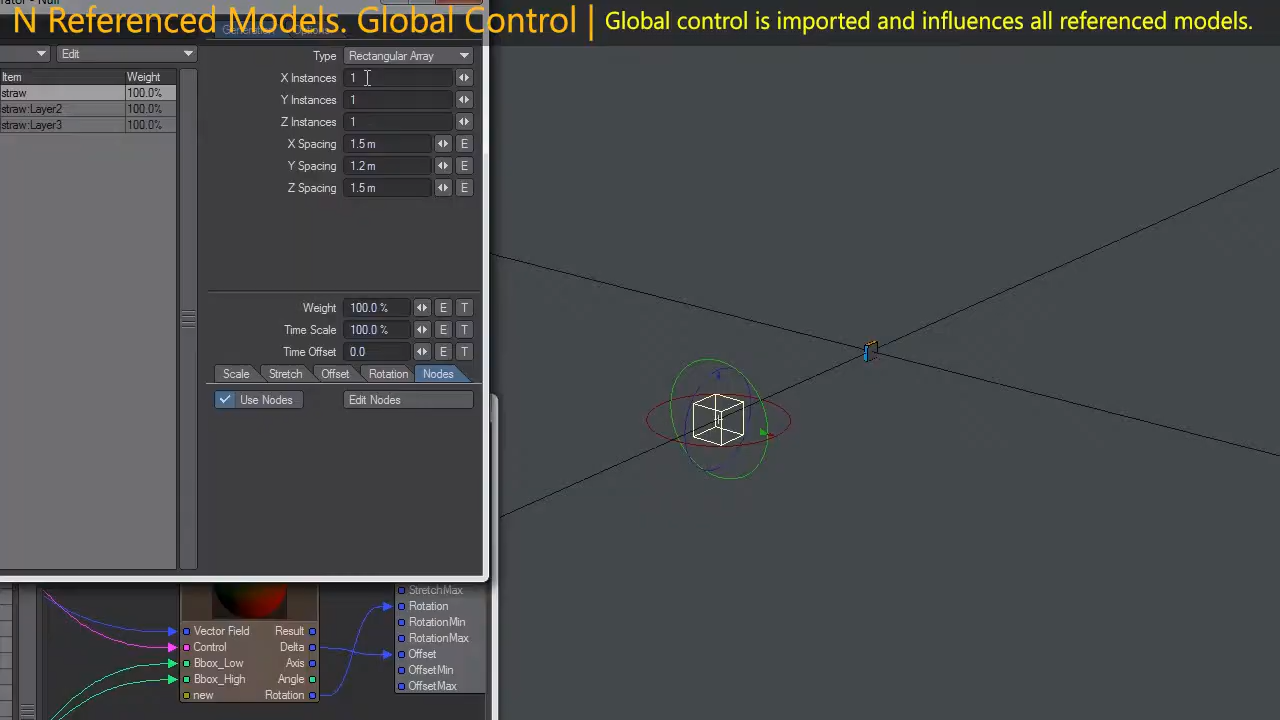 N Referenced Models. Global Control | Global control is imported and influences all referenced models.
Edit
Type Rectangular Array
Item Weight
X Instances 1
straw 100.0%
Y Instances 1
straw:Layer2 100.0%
Z Instances 1
straw:Layer3 100.0%
X Spacing 1.5 m E
Y Spacing 1.2 m E
Z Spacing 1.5 m E
Weight 100.0 % E T
Time Scale 100.0 % E T
Time Offset 0.0 E T
Scale Stretch Offset Rotation Nodes
Use Nodes Edit Nodes
StretchMax
Rotation
RotationMin
RotationMax
Offset
OffsetMin
OffsetMax
Vector Field Result
Control Delta
Bbox_Low Axis
Bbox_High Angle
new Rotation